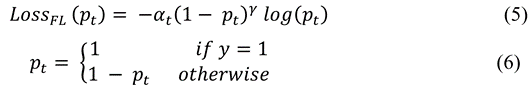 Loss_FL (p_t) = −α_t(1 − p_t)^γ log(p_t) (5)
p_t = {1 if y = 1
1 − p_t otherwise (6)